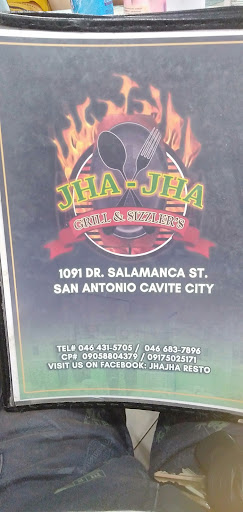 JHA-JHA
GRILL & SIZZLER'S
1091 DR. SALAMANCA ST.
SAN ANTONIO CAVITE CITY
TEL# 046 431-5705 / 046 683-7896
CP# 09058804379 / 09175025171
VISIT US ON FACEBOOK: JHAJHA RESTO